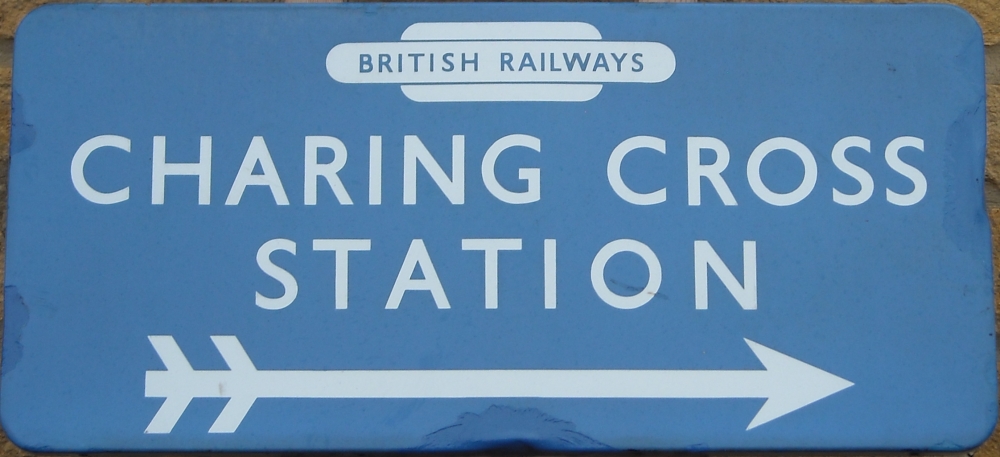 BRITISH RAILWAYS
CHARING CROSS
STATION